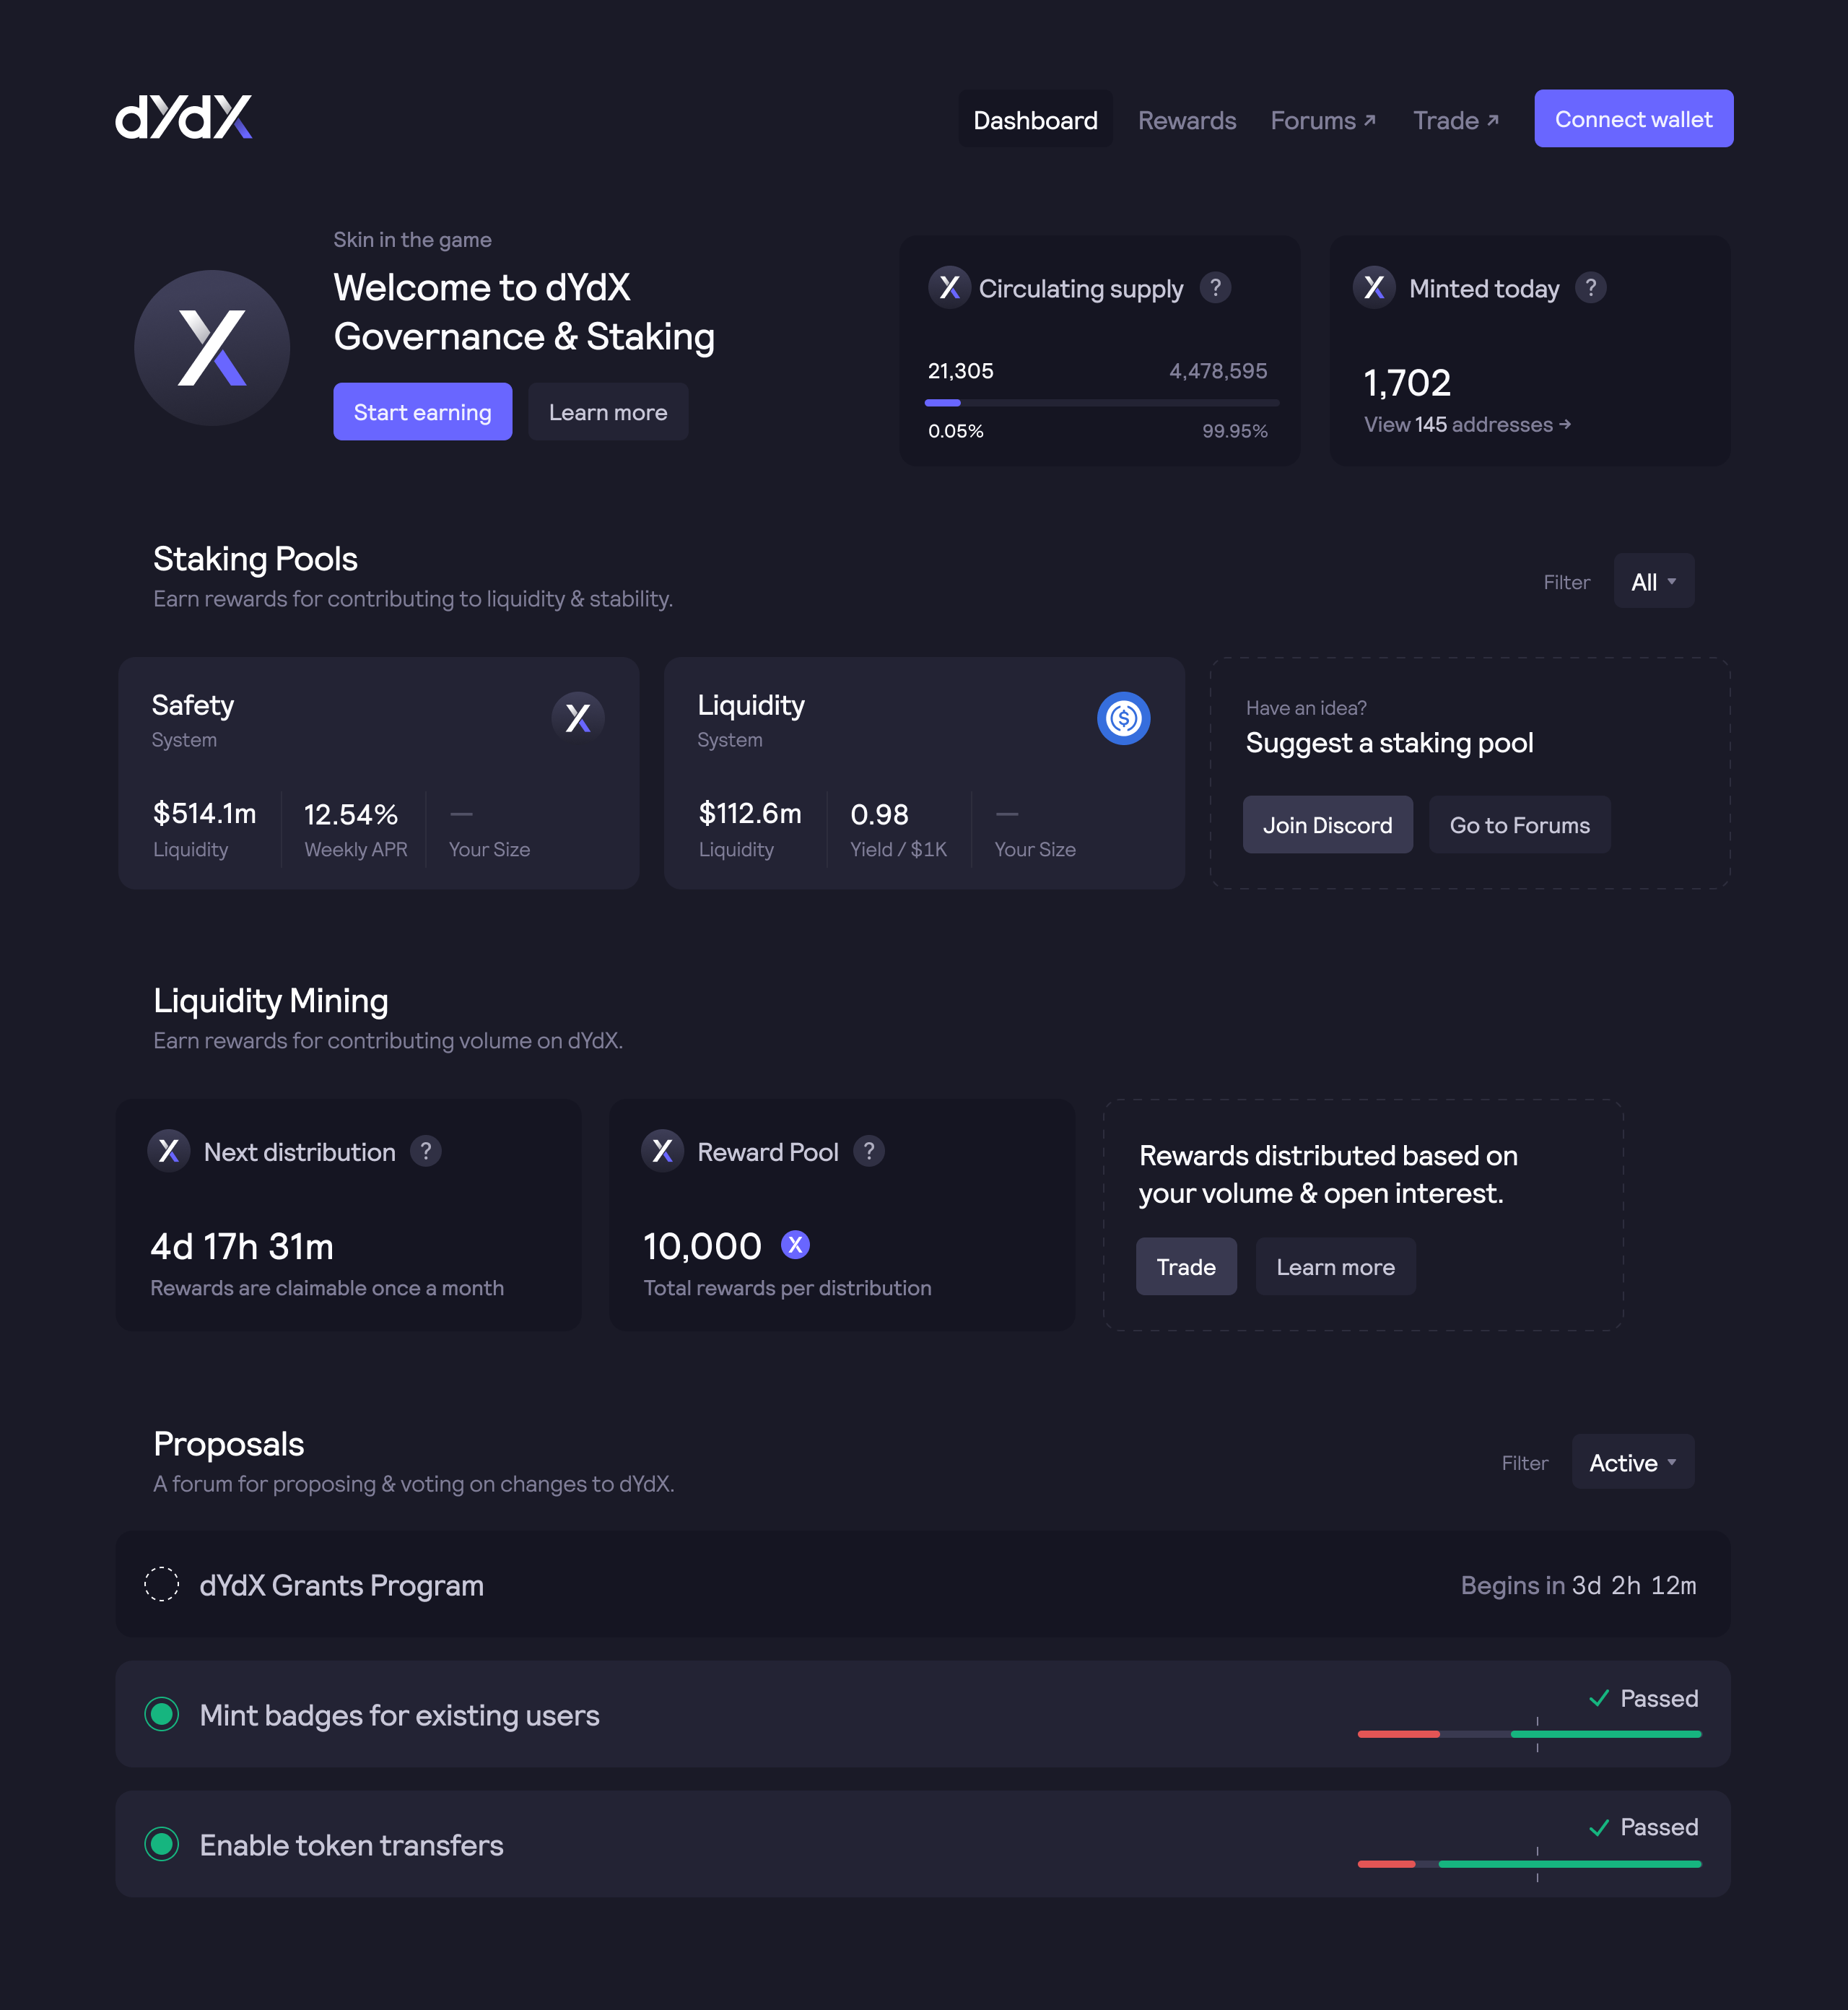 dYdX
Dashboard
Rewards
Forums ↗
Trade ↗
Connect wallet
Skin in the game
Welcome to dYdX
Governance & Staking
Start earning
Learn more
Circulating supply ?
21,305
4,478,595
0.05%
99.95%
Minted today ?
1,702
View 145 addresses →
Staking Pools
Earn rewards for contributing to liquidity & stability.
Filter
All
Safety
System
$514.1m
Liquidity
12.54%
Weekly APR
—
Your Size
Liquidity
System
$112.6m
Liquidity
0.98
Yield / $1K
—
Your Size
Have an idea?
Suggest a staking pool
Join Discord
Go to Forums
Liquidity Mining
Earn rewards for contributing volume on dYdX.
Next distribution ?
4d 17h 31m
Rewards are claimable once a month
Reward Pool ?
10,000
Total rewards per distribution
Rewards distributed based on
your volume & open interest.
Trade
Learn more
Proposals
A forum for proposing & voting on changes to dYdX.
Filter
Active
dYdX Grants Program
Begins in 3d 2h 12m
Mint badges for existing users
Passed
Enable token transfers
Passed